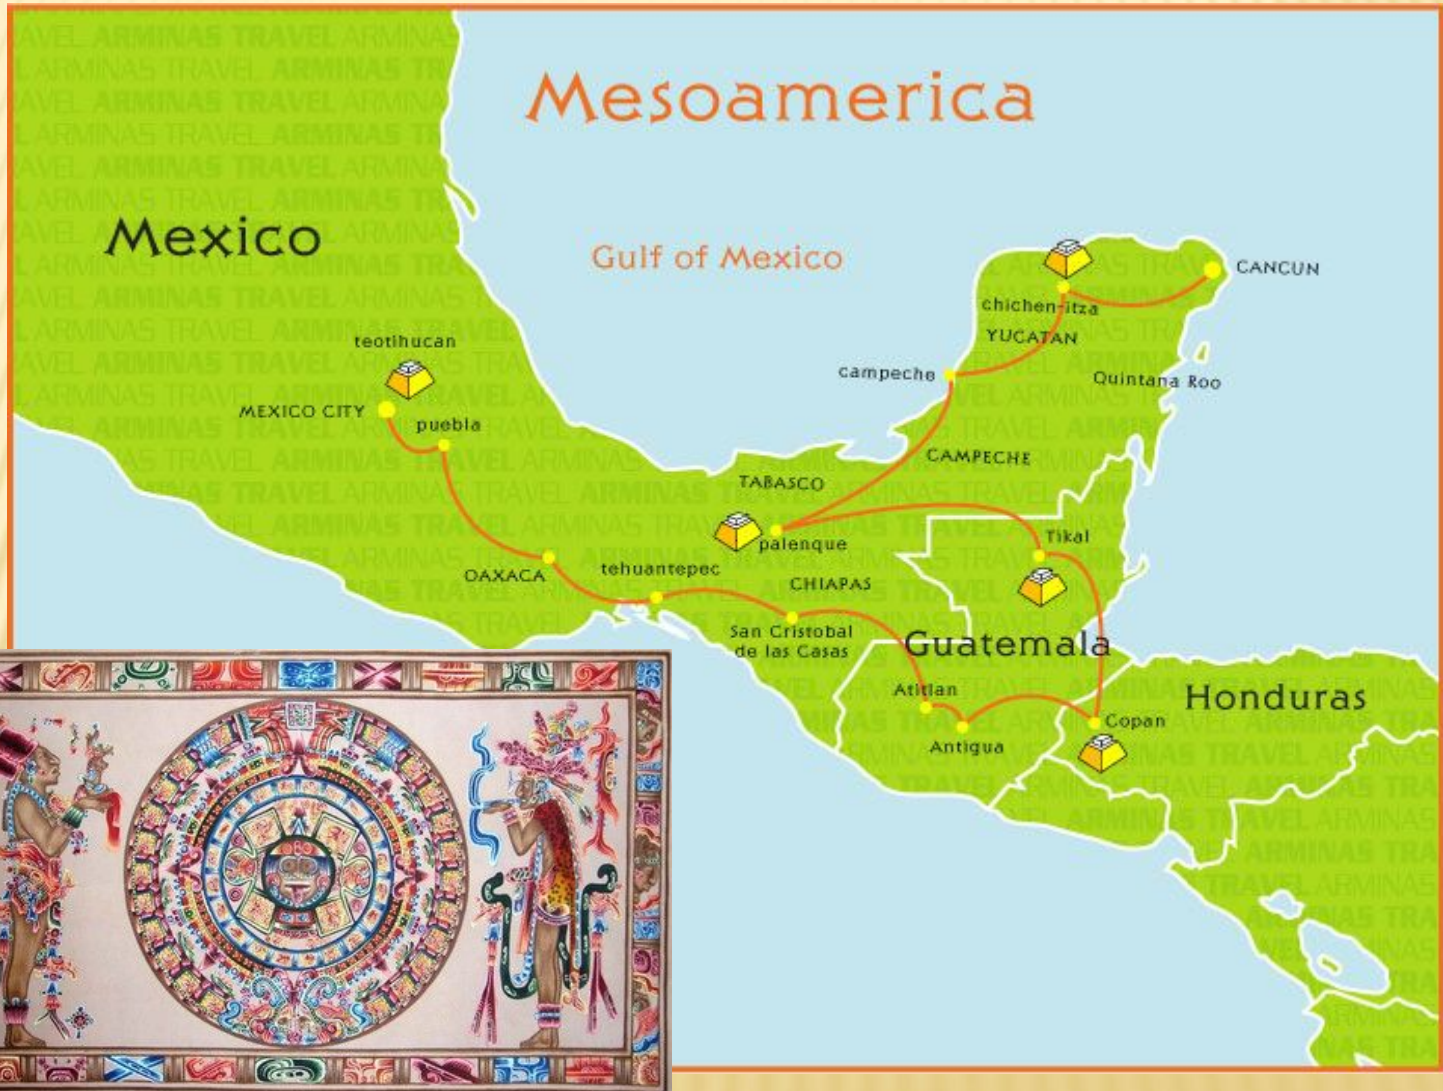 Mesoamerica
Mexico
Gulf of Mexico
CANCUN
chichen-itza
YUCATAN
teotihucan
campeche
Quintana Roo
MEXICO CITY
puebla
CAMPECHE
TABASCO
Tikal
palenque
tehuantepec
OAXACA
CHIAPAS
San Cristobal
de las Casas
Guatemala
Atitlan
Honduras
Copan
Antigua
ARMINAS TRAVEL